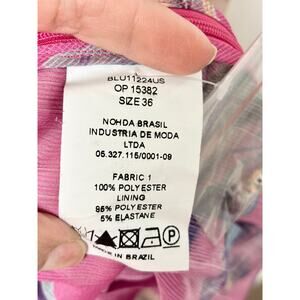 BLU11224US
OP 15382
SIZE 36
NOHDA BRASIL
INDUSTRIA DE MODA
LTDA
05.327.115/0001-09
FABRIC 1
100% POLYESTER
LINING
95% POLYESTER
5% ELASTANE
P
MADE IN BRAZIL